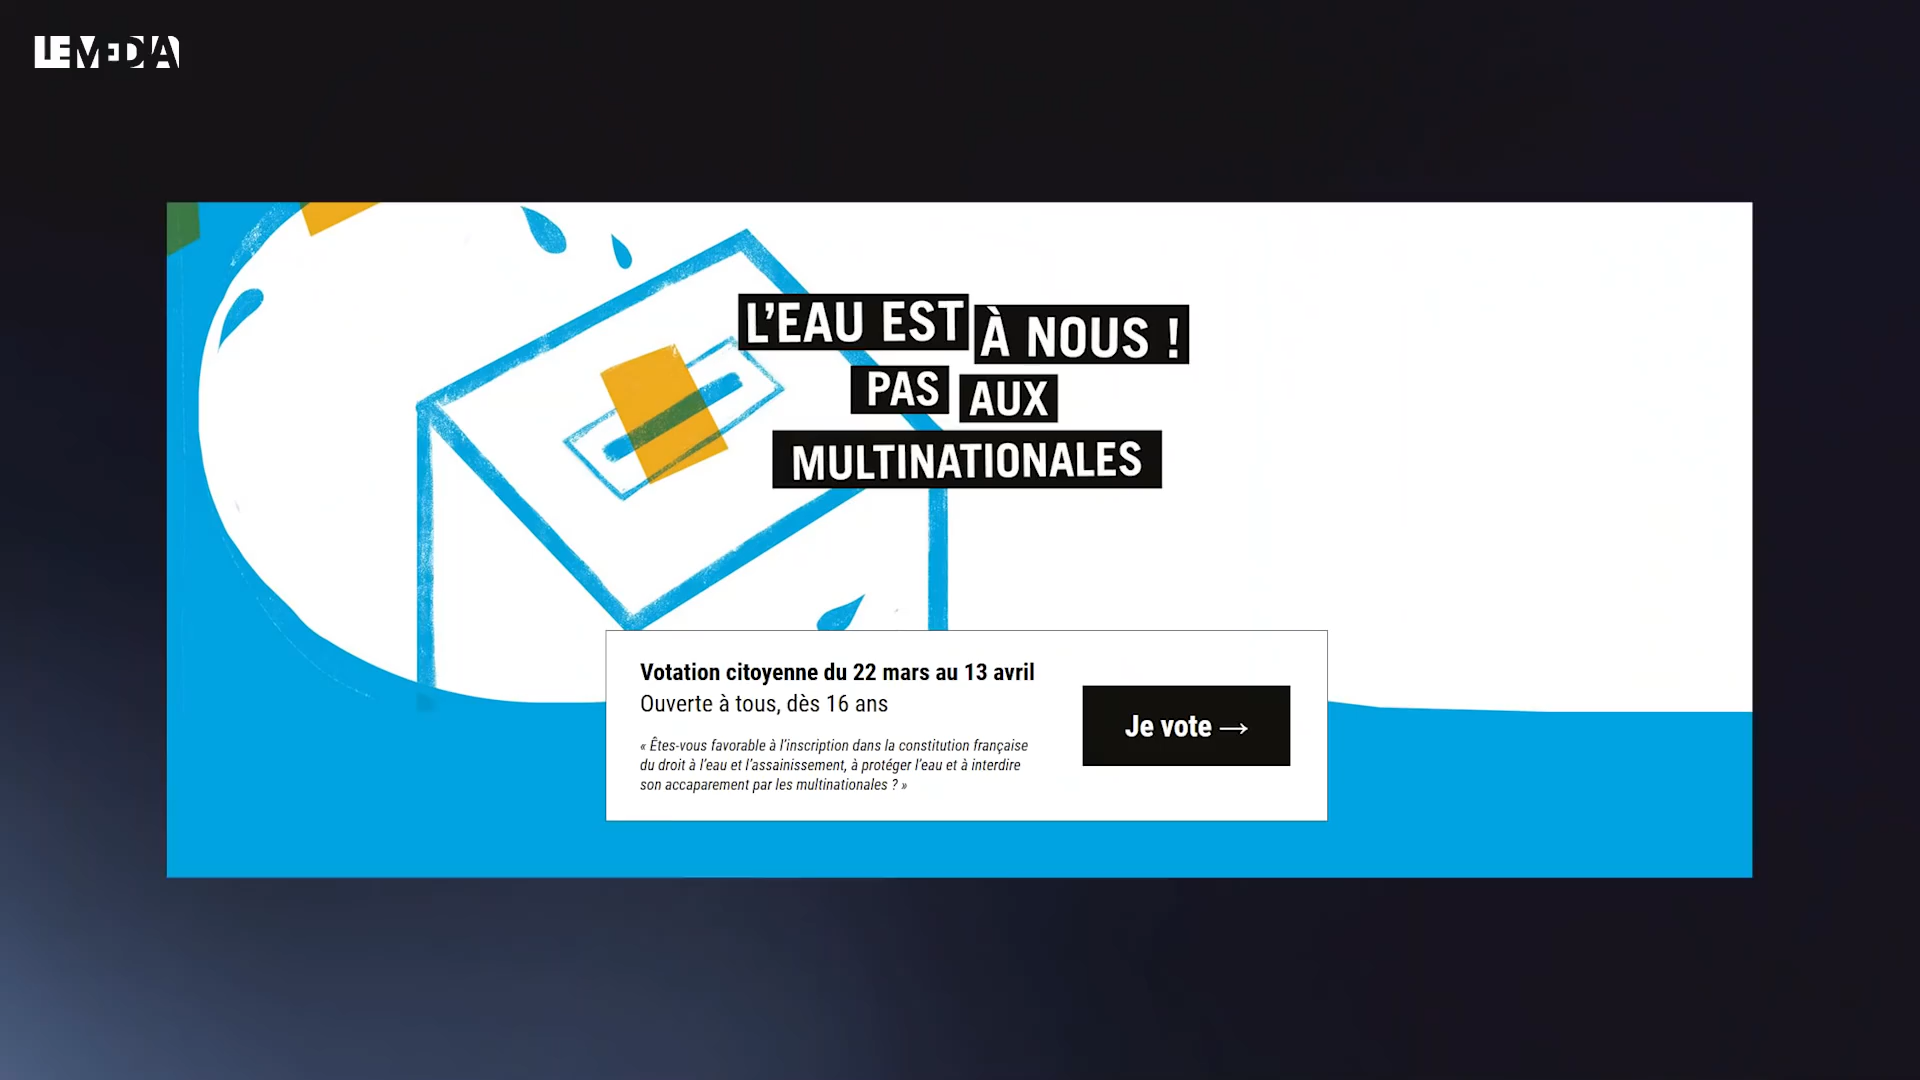 LEMEDIA
L’EAU EST À NOUS !
PAS AUX
MULTINATIONALES
Votation citoyenne du 22 mars au 13 avril
Ouverte à tous, dès 16 ans
« Êtes-vous favorable à l’inscription dans la constitution française
du droit à l’eau et l’assainissement, à protéger l’eau et à interdire
son accaparement par les multinationales ? »
Je vote →